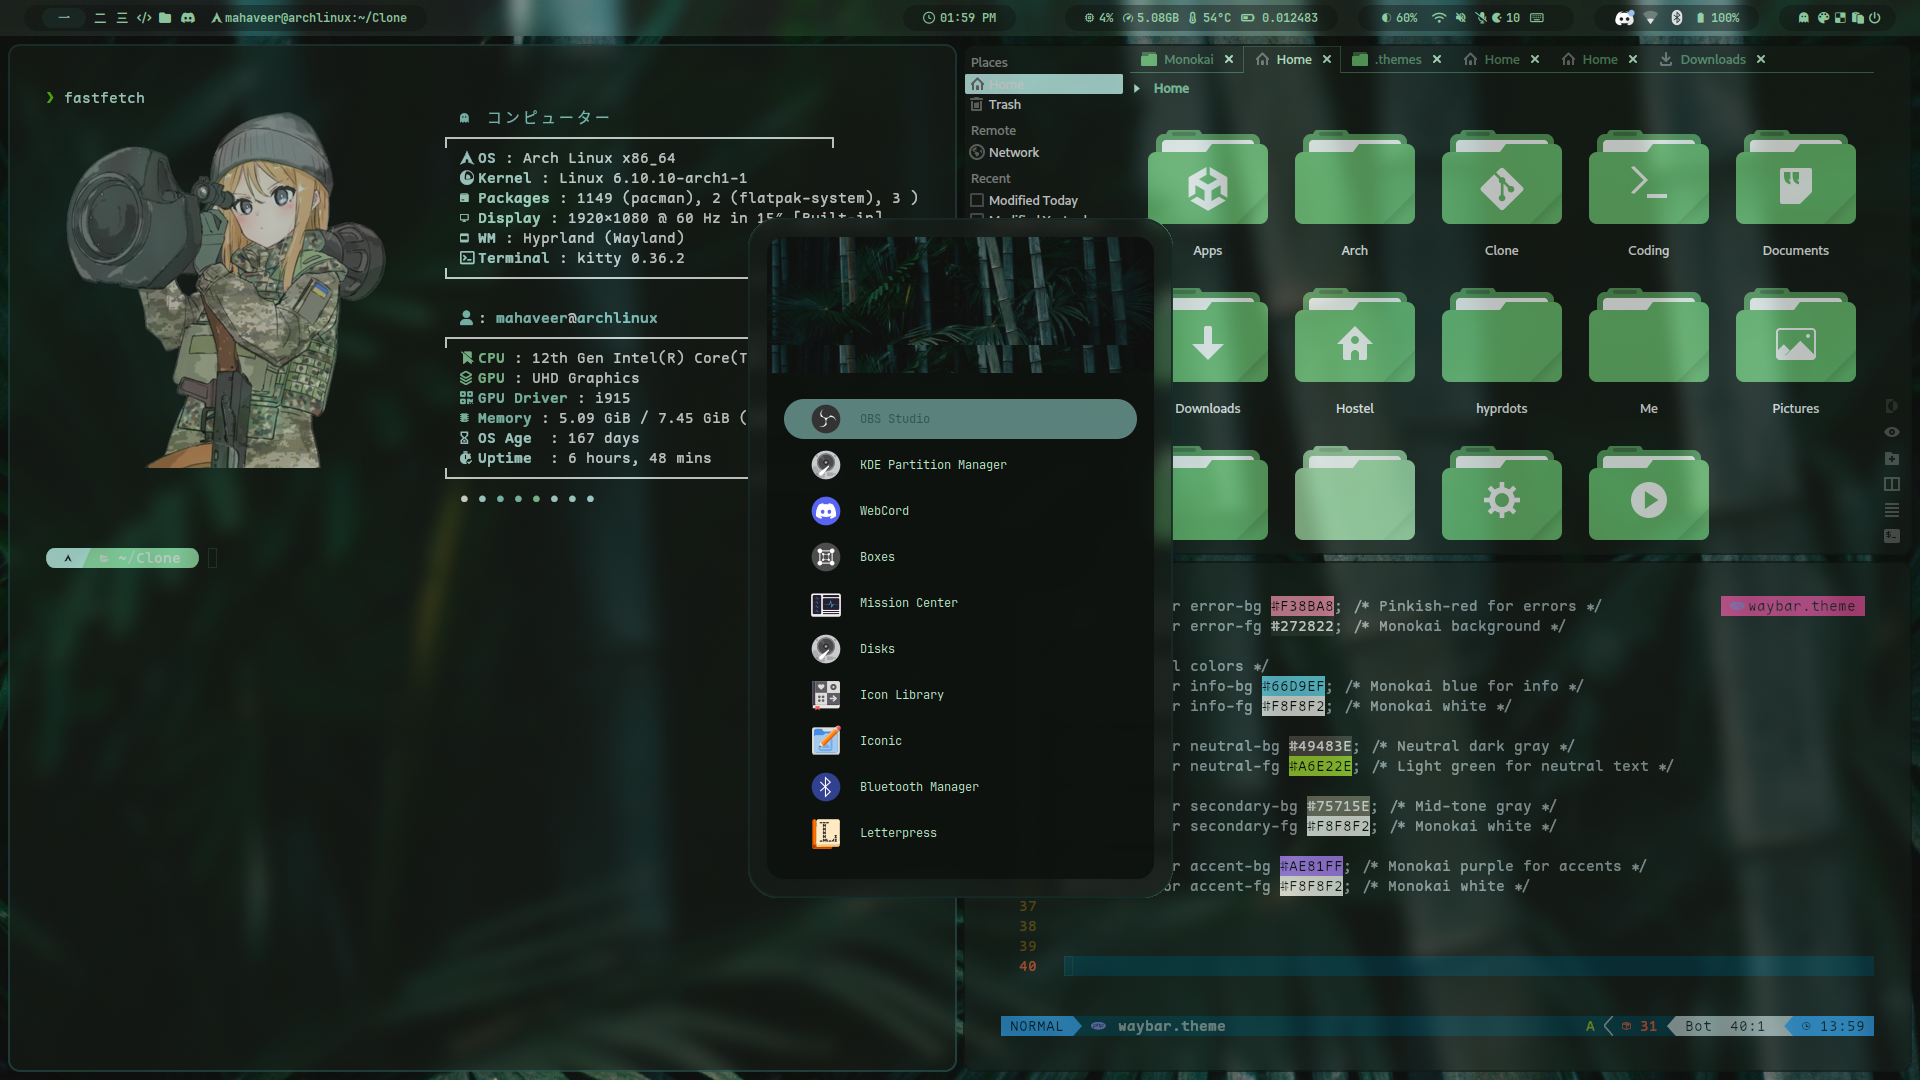 一 二 三 </> mahaveer@archlinux:~/Clone
01:59 PM
4% 5.08GB 54°C 0.012483
60% 10
100%
❯ fastfetch
コンピューター
OS : Arch Linux x86_64
Kernel : Linux 6.10.10-arch1-1
Packages : 1149 (pacman), 2 (flatpak-system), 3 )
Display : 1920×1080 @ 60 Hz in 15″ [Built-in]
WM : Hyprland (Wayland)
Terminal : kitty 0.36.2
: mahaveer@archlinux
CPU : 12th Gen Intel(R) Core(T
GPU : UHD Graphics
GPU Driver : i915
Memory : 5.09 GiB / 7.45 GiB (
OS Age : 167 days
Uptime : 6 hours, 48 mins
~/Clone
Places
Home
Trash
Remote
Network
Recent
Modified Today
Monokai ✕ Home ✕ .themes ✕ Home ✕ Home ✕ Downloads ✕
Home
Apps Arch Clone Coding Documents
Downloads Hostel hyprdots Me Pictures
OBS Studio
KDE Partition Manager
WebCord
Boxes
Mission Center
Disks
Icon Library
Iconic
Bluetooth Manager
Letterpress
r error-bg #F38BA8; /* Pinkish-red for errors */
r error-fg #272822; /* Monokai background */
l colors */
r info-bg #66D9EF; /* Monokai blue for info */
r info-fg #F8F8F2; /* Monokai white */
r neutral-bg #49483E; /* Neutral dark gray */
r neutral-fg #A6E22E; /* Light green for neutral text */
r secondary-bg #75715E; /* Mid-tone gray */
r secondary-fg #F8F8F2; /* Monokai white */
r accent-bg #AE81FF; /* Monokai purple for accents */
or accent-fg #F8F8F2; /* Monokai white */
37
38
39
40
waybar.theme
NORMAL waybar.theme A 31 Bot 40:1 13:59